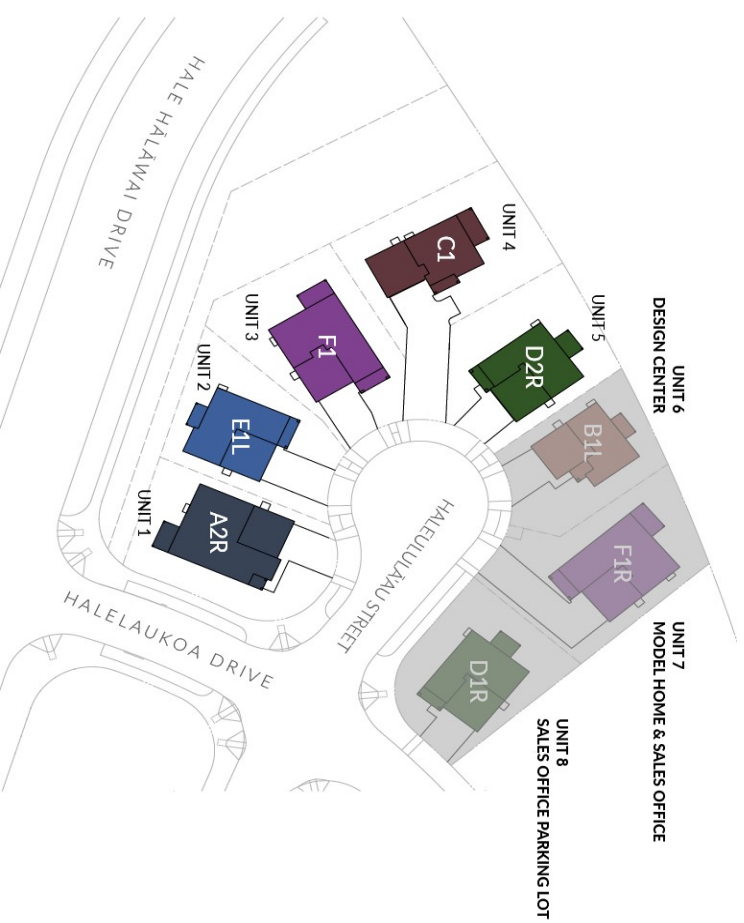 HALE HĀLĀWAI DRIVE
UNIT 4
C1
UNIT 5
D2R
UNIT 6
DESIGN CENTER
B1L
UNIT 3
F1
UNIT 2
E1L
UNIT 1
A2R
HALEULULĀ'AU STREET
HALELAUKOA DRIVE
F1R
UNIT 7
MODEL HOME & SALES OFFICE
D1R
UNIT 8
SALES OFFICE PARKING LOT